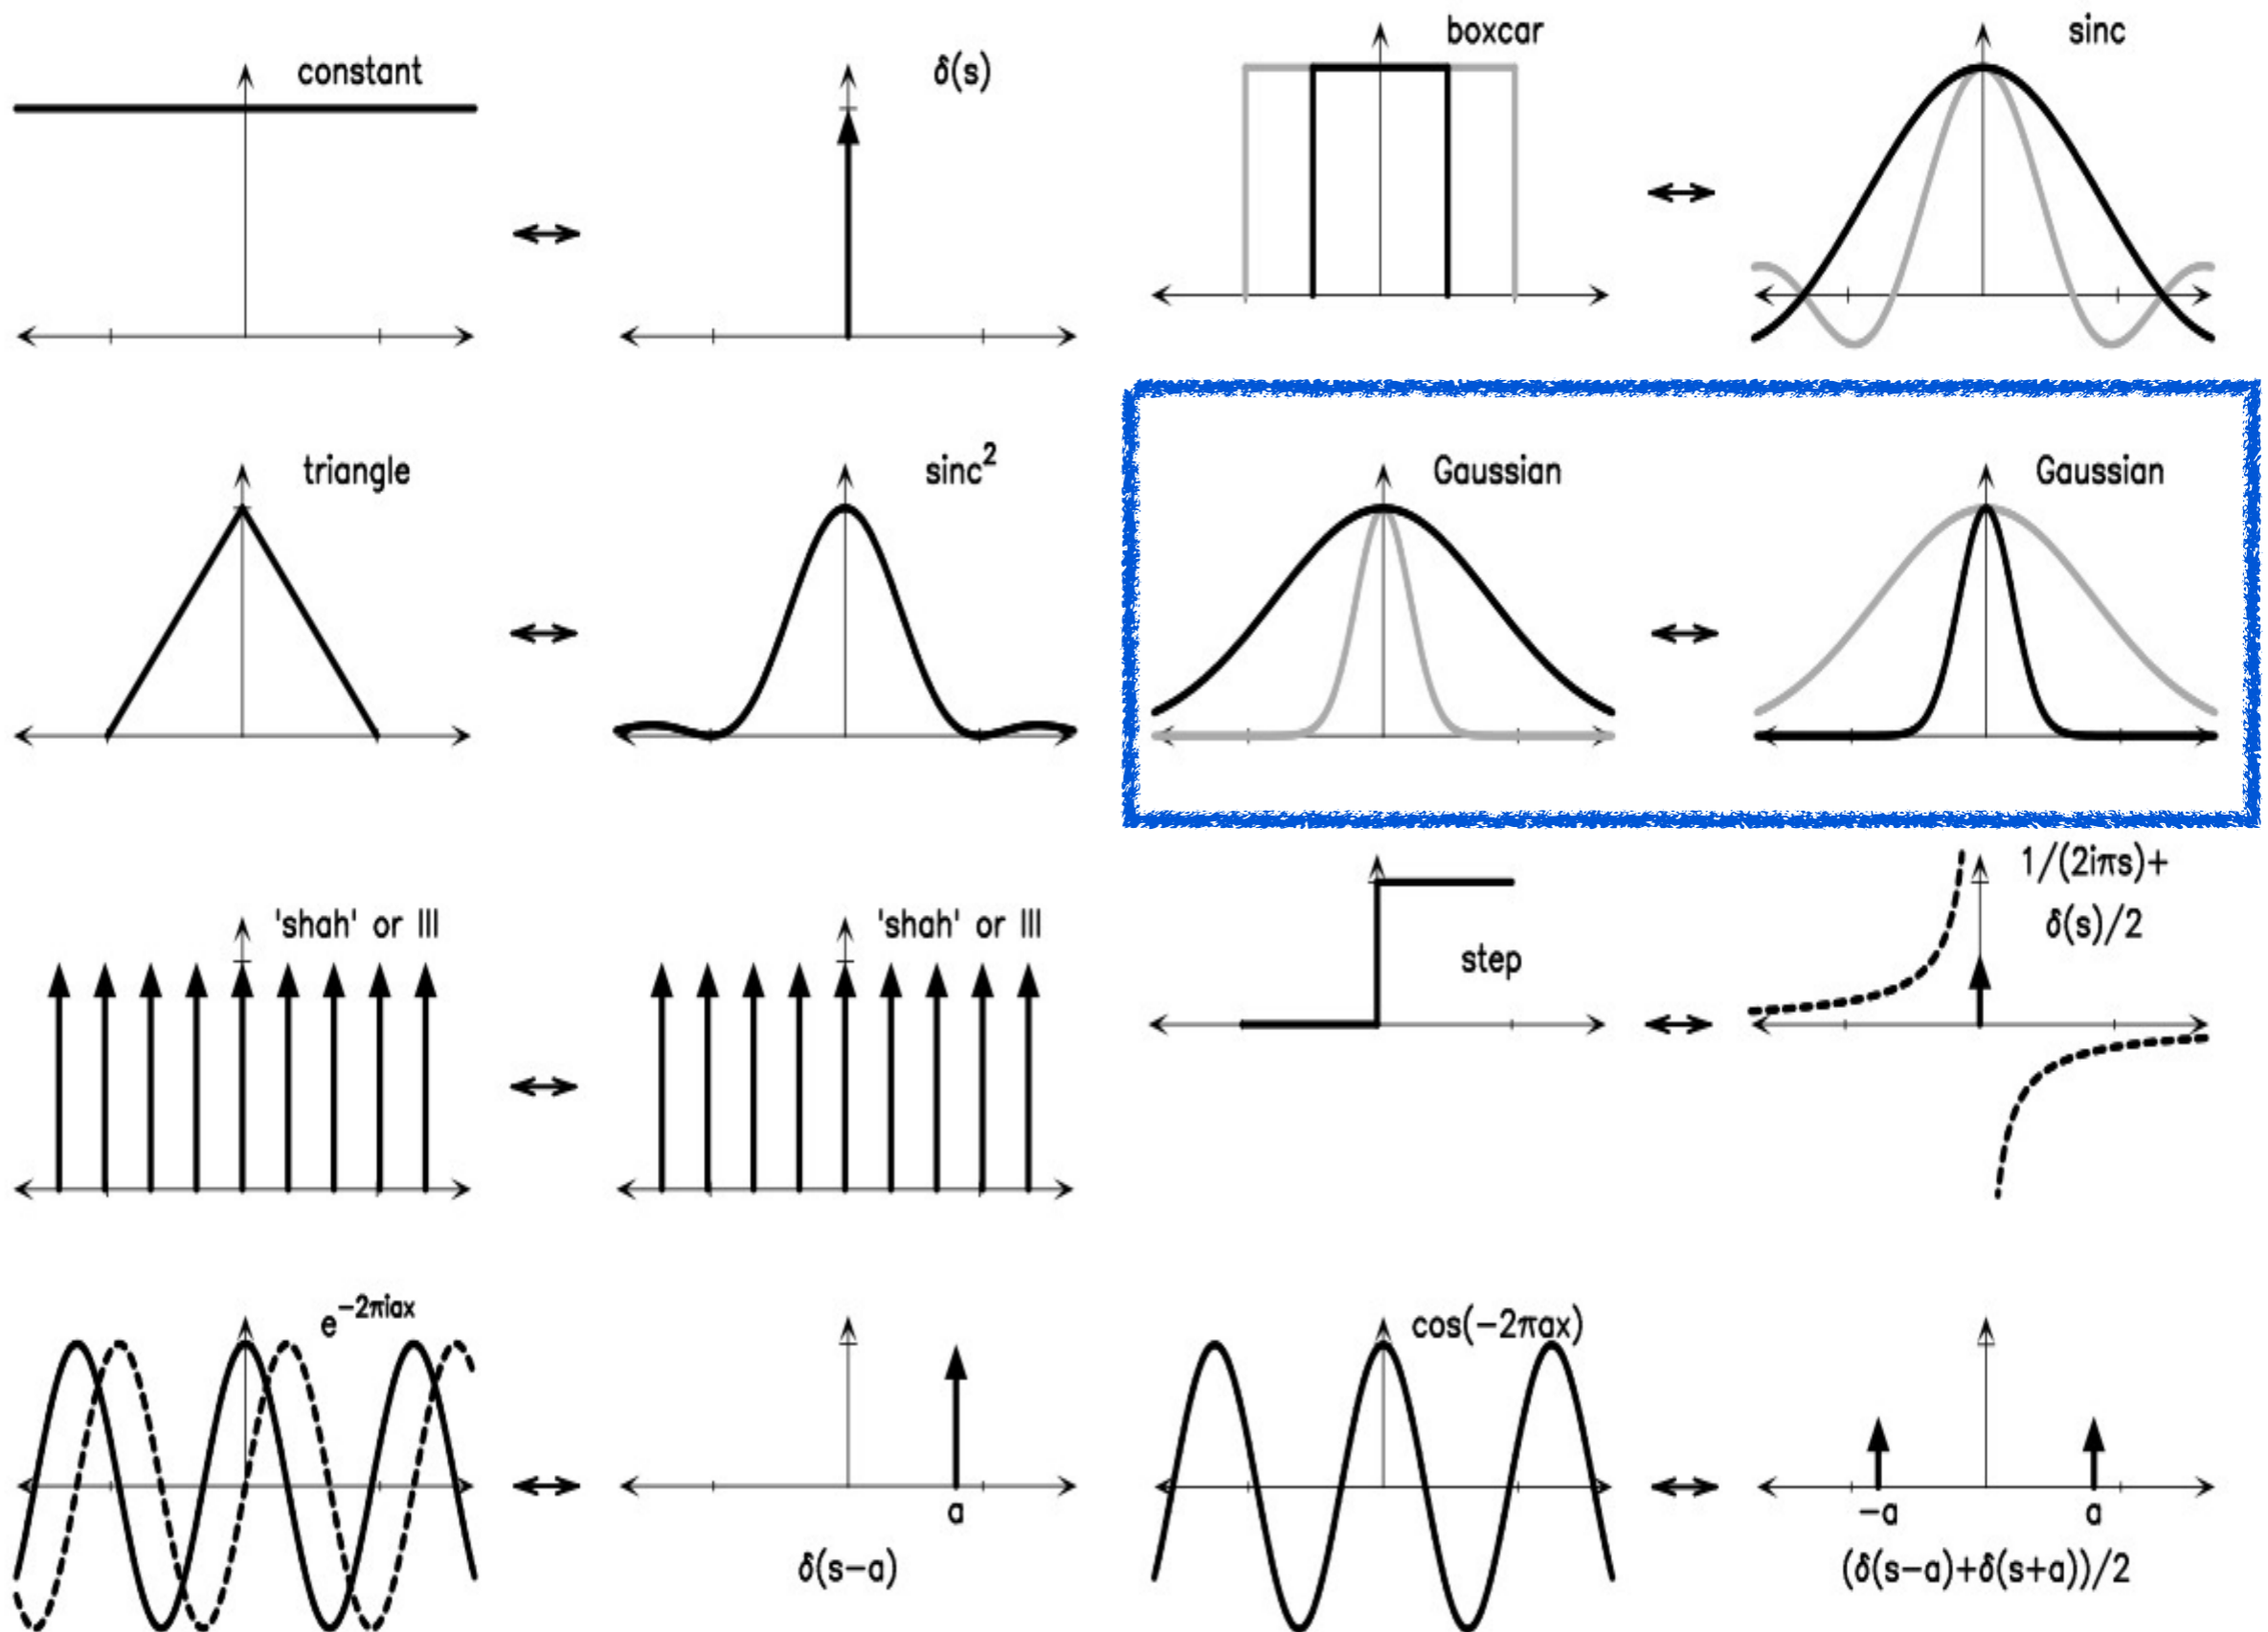 constant
δ(s)
boxcar
sinc
triangle
sinc²
Gaussian
Gaussian
'shah' or III
'shah' or III
step
1/(2iπs)+
δ(s)/2
e^−2πiax
a
δ(s−a)
cos(−2πax)
−a
a
(δ(s−a)+δ(s+a))/2